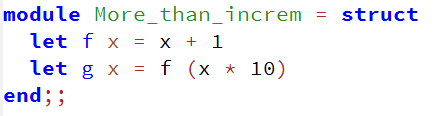 module More_than_increm = struct
  let f x = x + 1
  let g x = f (x * 10)
end;;